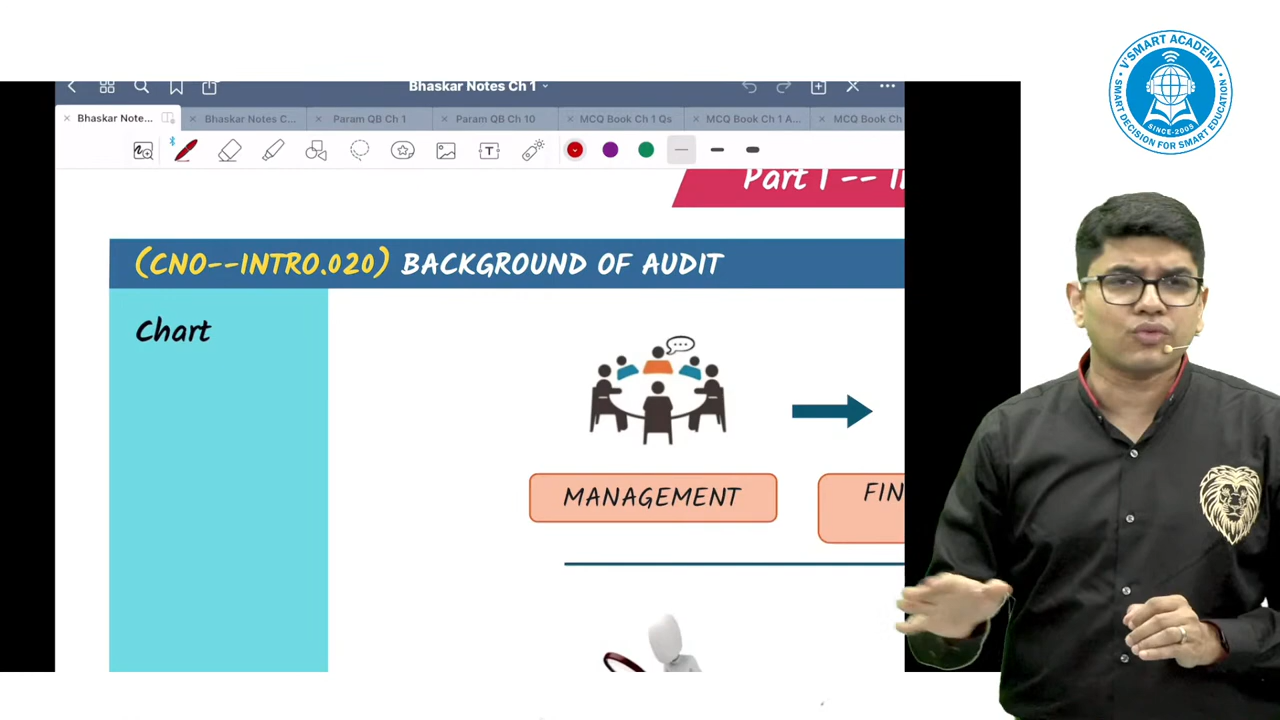 V'SMART ACADEMY
SMART DECISION FOR SMART EDUCATION
SINCE-2005
Bhaskar Notes Ch 1
Bhaskar Note...
Bhaskar Notes C...
Param QB Ch 1
Param QB Ch 10
MCQ Book Ch 1 Qs
MCQ Book Ch 1 A...
MCQ Book Ch
Part 1 --
(CNO--INTRO.020) BACKGROUND OF AUDIT
Chart
MANAGEMENT
FIN